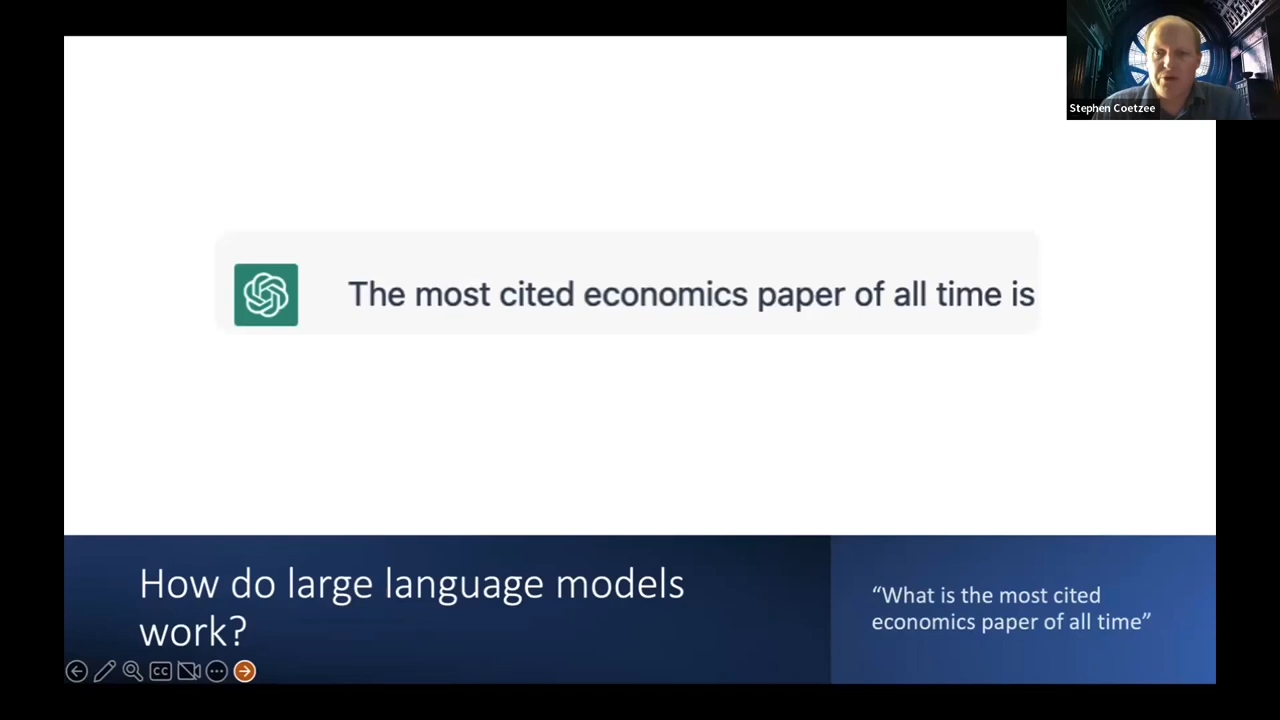 Stephen Coetzee
The most cited economics paper of all time is
How do large language models
work?
“What is the most cited
economics paper of all time”
CC